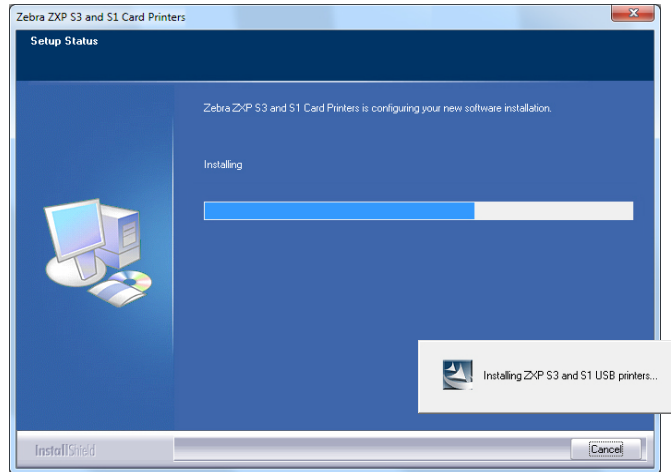 Zebra ZXP S3 and S1 Card Printers
Setup Status
Zebra ZXP S3 and S1 Card Printers is configuring your new software installation.
Installing
Installing ZXP S3 and S1 USB printers...
InstallShield
Cancel